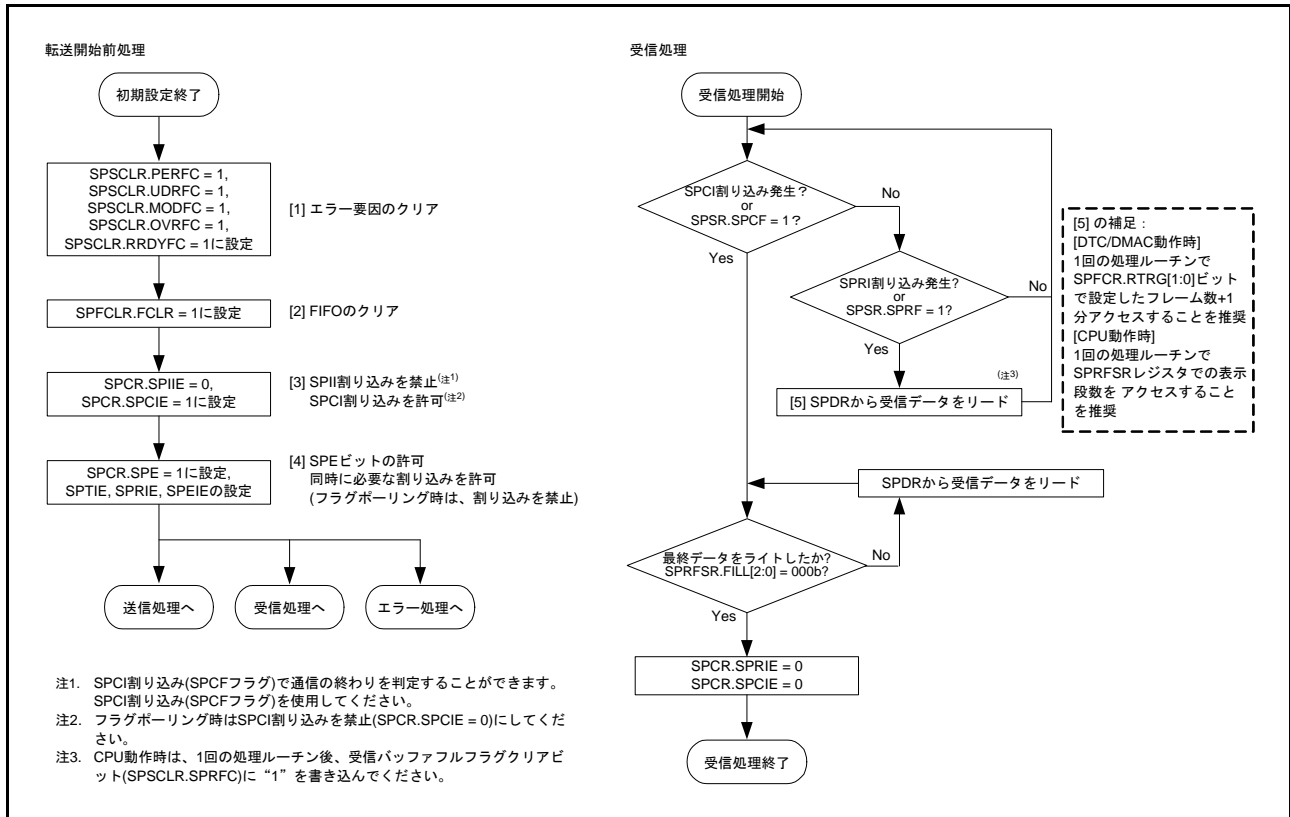 転送開始前処理
初期設定終了
SPSCLR.PERFC = 1,
SPSCLR.UDRFC = 1,
SPSCLR.MODFC = 1,
SPSCLR.OVRFC = 1,
SPSCLR.RRDYFC = 1に設定
[1] エラー要因のクリア
SPFCLR.FCLR = 1に設定
[2] FIFOのクリア
SPCR.SPIIE = 0,
SPCR.SPCIE = 1に設定
[3] SPII割り込みを禁止(注1)
SPCI割り込みを許可(注2)
SPCR.SPE = 1に設定,
SPTIE, SPRIE, SPEIEの設定
[4] SPEビットの許可
同時に必要な割り込みを許可
(フラグポーリング時は、割り込みを禁止)
送信処理へ
受信処理へ
エラー処理へ
注1. SPCI割り込み(SPCFフラグ)で通信の終わりを判定することができます。
SPCI割り込み(SPCFフラグ)を使用してください。
注2. フラグポーリング時はSPCI割り込みを禁止(SPCR.SPCIE = 0)にしてくだ
さい。
注3. CPU動作時は、1回の処理ルーチン後、受信バッファフルフラグクリアビ
ット(SPSCLR.SPRFC)に“1”を書き込んでください。
受信処理
受信処理開始
SPCI割り込み発生？
or
SPSR.SPCF = 1？
No
Yes
SPRI割り込み発生?
or
SPSR.SPRF = 1?
No
Yes
(注3)
[5] SPDRから受信データをリード
[5] の補足：
[DTC/DMAC動作時]
1回の処理ルーチンで
SPFCR.RTRG[1:0]ビット
で設定したフレーム数+1
分アクセスすることを推奨
[CPU動作時]
1回の処理ルーチンで
SPRFSRレジスタでの表示
段数を アクセスすること
を推奨
SPDRから受信データをリード
最終データをライトしたか?
SPRFSR.FILL[2:0] = 000b?
No
Yes
SPCR.SPRIE = 0
SPCR.SPCIE = 0
受信処理終了